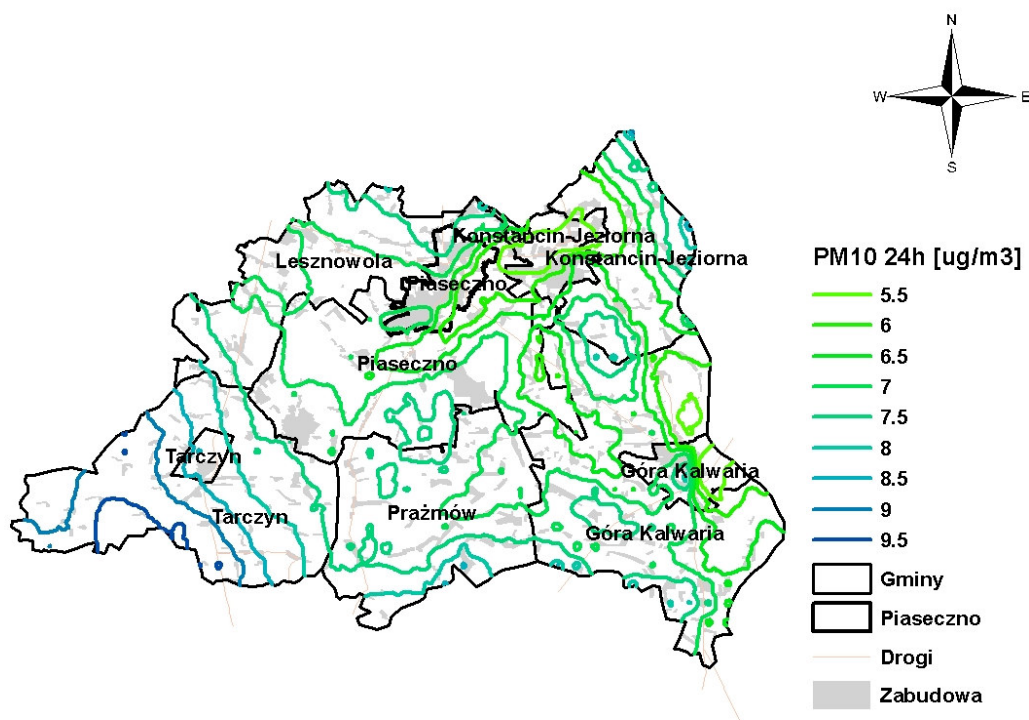 N
W E
S
Konstancin-Jeziorna
Lesznowola
Konstancin-Jeziorna
Piaseczno
Piaseczno
Tarczyn
Góra Kalwaria
Tarczyn
Prażmów
Góra Kalwaria
PM10 24h [ug/m3]
5.5
6
6.5
7
7.5
8
8.5
9
9.5
Gminy
Piaseczno
Drogi
Zabudowa